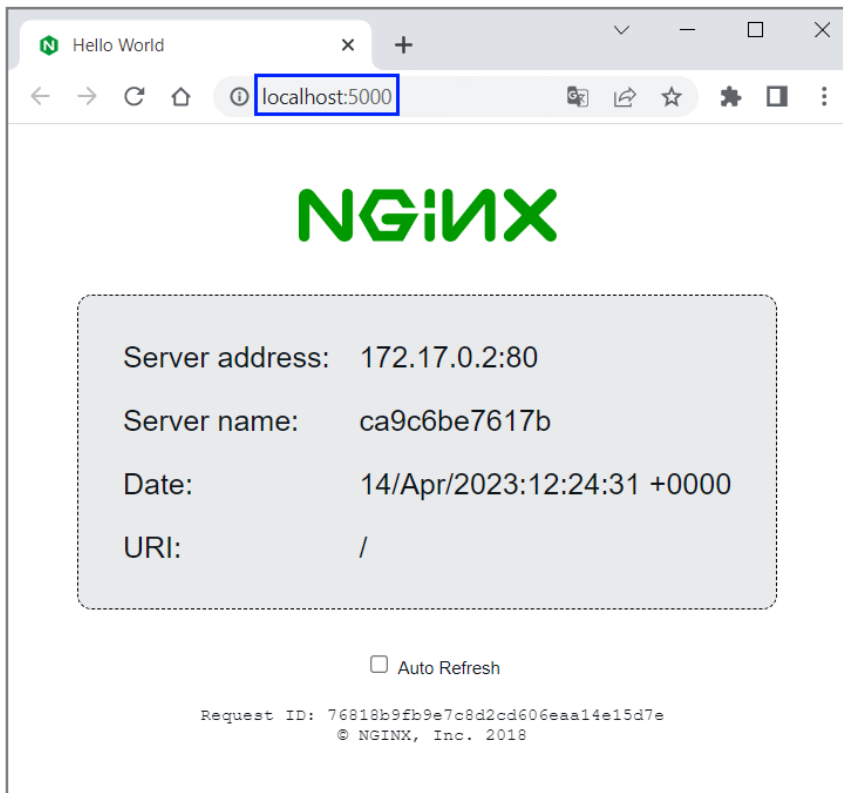 Hello World
localhost:5000
NGINX
Server address: 172.17.0.2:80
Server name: ca9c6be7617b
Date: 14/Apr/2023:12:24:31 +0000
URI: /
Auto Refresh
Request ID: 76818b9fb9e7c8d2cd606eaa14e15d7e
© NGINX, Inc. 2018